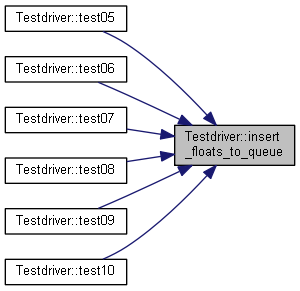 Testdriver::test05
Testdriver::test06
Testdriver::test07
Testdriver::test08
Testdriver::test09
Testdriver::test10
Testdriver::insert
_floats_to_queue